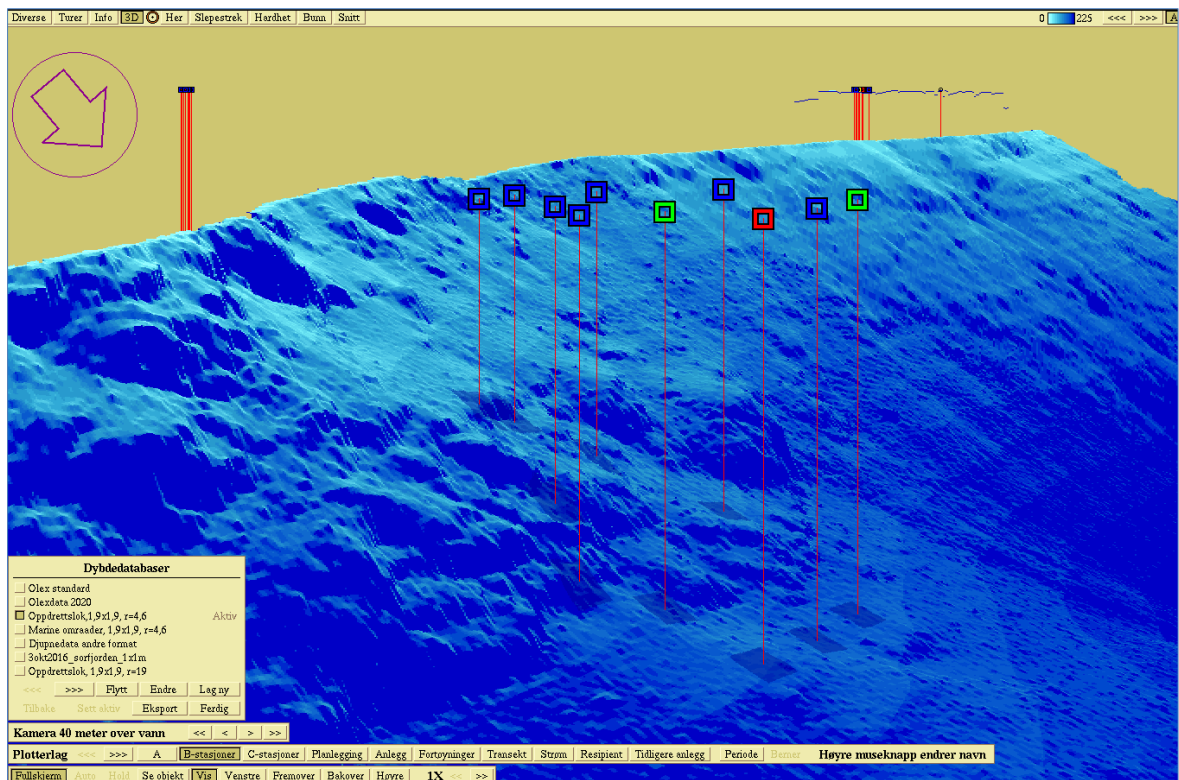 Diverse Turer Info 3D Her Slepestrek Hardhet Bunn Snitt 0 225 <<< >>> A
Dybdedatabaser
Olex standard
Olexdata 2020
Oppdrettslok,1,9x1,9, r=4,6 Aktiv
Marine omraader, 1,9x1,9, r=4,6
Djupnedata andre format
3okt2016_sorfjorden_1x1m
Oppdrettslok, 1,9x1,9, r=19
<<< >>> Flytt Endre Lag ny
Tilbake Sett aktiv Eksport Ferdig
Kamera 40 meter over vann << < > >>
Plotterlag <<< >>> A B-stasjoner C-stasjoner Planlegging Anlegg Fortøyninger Transekt Strøm Resipient Tidligere anlegg Periode Berner Høyre museknapp endrer navn
Fullskjerm Auto Hold Se objekt Vis Venstre Fremover Bakover Høyre 1X << >>